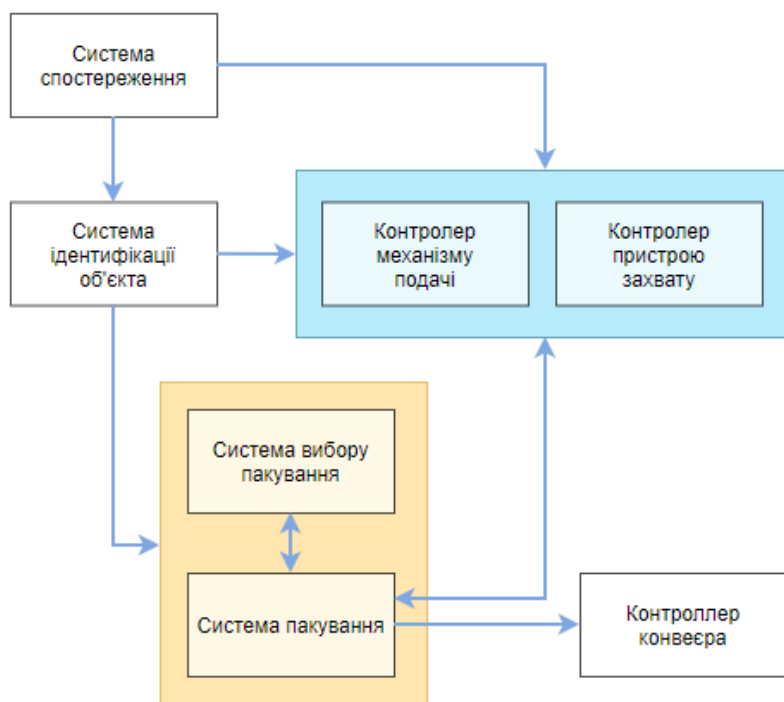 Система
спостереження
Система
ідентифікації
об'єкта
Контролер
механізму
подачі
Контролер
пристрою
захвату
Система вибору
пакування
Система пакування
Контроллер
конвеєра